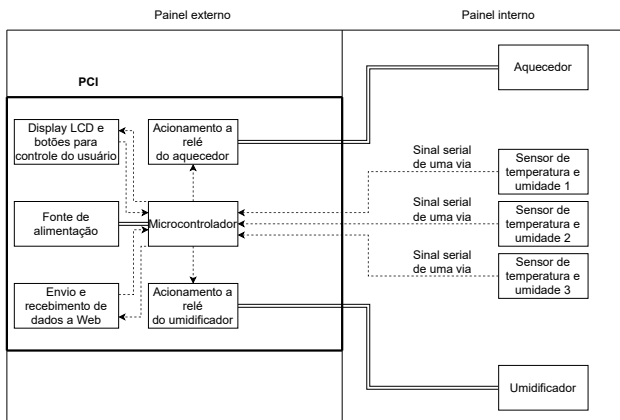 Painel externo
Painel interno
PCI
Display LCD e
botões para
controle do usuário
Acionamento a
relé
do aquecedor
Fonte de
alimentação
Microcontrolador
Envio e
recebimento de
dados a Web
Acionamento a
relé
do umidificador
Aquecedor
Sinal serial
de uma via
Sensor de
temperatura e
umidade 1
Sinal serial
de uma via
Sensor de
temperatura e
umidade 2
Sinal serial
de uma via
Sensor de
temperatura e
umidade 3
Umidificador